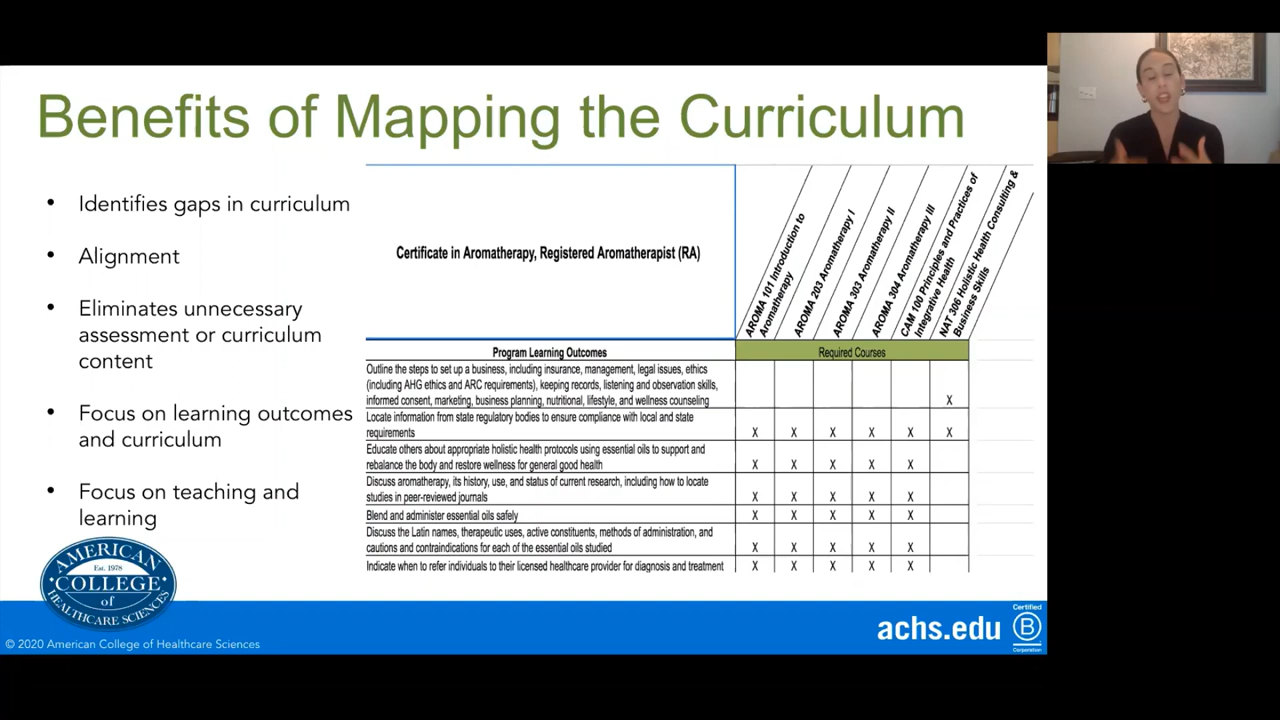 Benefits of Mapping the Curriculum
• Identifies gaps in curriculum
• Alignment
• Eliminates unnecessary
assessment or curriculum
content
• Focus on learning outcomes
and curriculum
• Focus on teaching and
learning
Certificate in Aromatherapy, Registered Aromatherapist (RA)
AROMA 101 Introduction to
Aromatherapy
AROMA 203 Aromatherapy I
AROMA 303 Aromatherapy II
AROMA 304 Aromatherapy III
CAM 100 Principles and Practices of
Integrative Health
NAT 306 Holistic Health Consulting &
Business Skills
Program Learning Outcomes Required Courses
Outline the steps to set up a business, including insurance, management, legal issues, ethics
(including AHG ethics and ARC requirements), keeping records, listening and observation skills,
informed consent, marketing, business planning, nutritional, lifestyle, and wellness counseling X
Locate information from state regulatory bodies to ensure compliance with local and state
requirements X X X X X X
Educate others about appropriate holistic health protocols using essential oils to support and
rebalance the body and restore wellness for general good health X X X X X
Discuss aromatherapy, its history, use, and status of current research, including how to locate
studies in peer-reviewed journals X X X X X
Blend and administer essential oils safely X X X X X
Discuss the Latin names, therapeutic uses, active constituents, methods of administration, and
cautions and contraindications for each of the essential oils studied X X X X X
Indicate when to refer individuals to their licensed healthcare provider for diagnosis and treatment X X X X X
AMERICAN
Est. 1978
COLLEGE
of
HEALTHCARE SCIENCES
© 2020 American College of Healthcare Sciences
achs.edu
Certified
B
Corporation